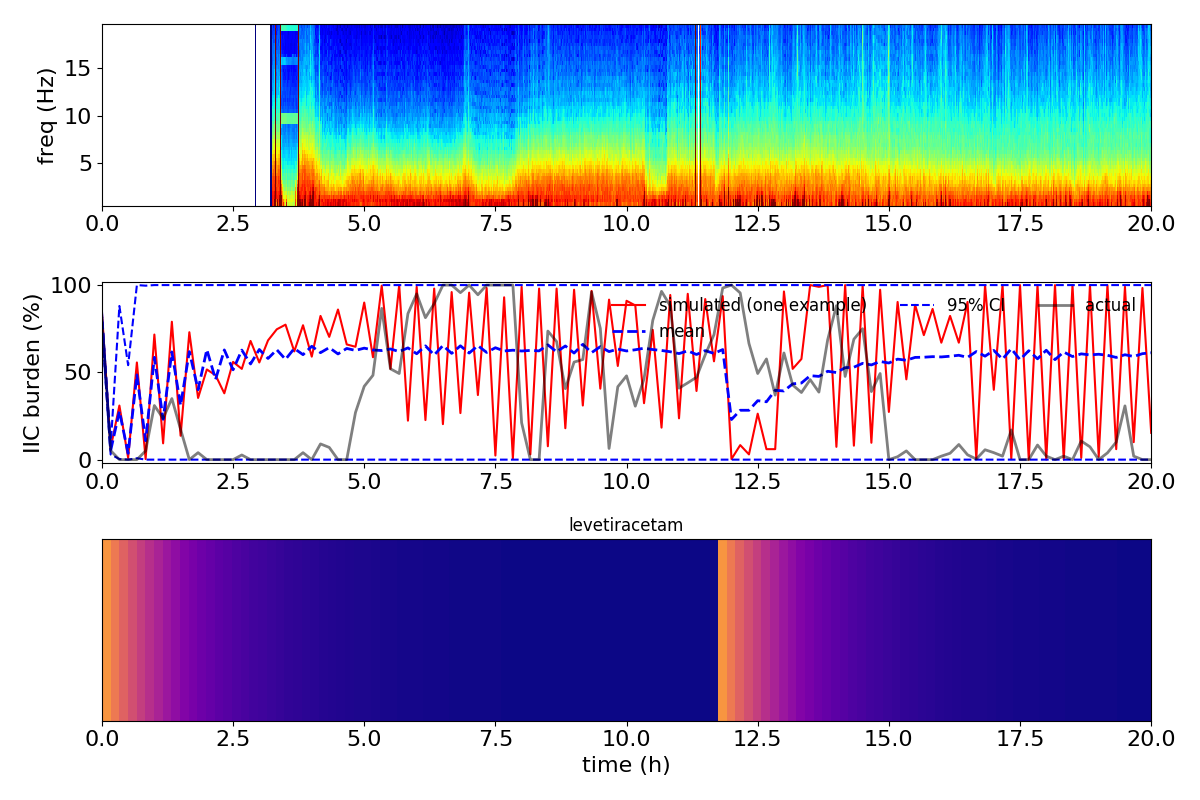 freq (Hz)
15
10
5
0.0 2.5 5.0 7.5 10.0 12.5 15.0 17.5 20.0
IIC burden (%)
100
50
0
simulated (one example) 95% CI actual
mean
0.0 2.5 5.0 7.5 10.0 12.5 15.0 17.5 20.0
levetiracetam
0.0 2.5 5.0 7.5 10.0 12.5 15.0 17.5 20.0
time (h)